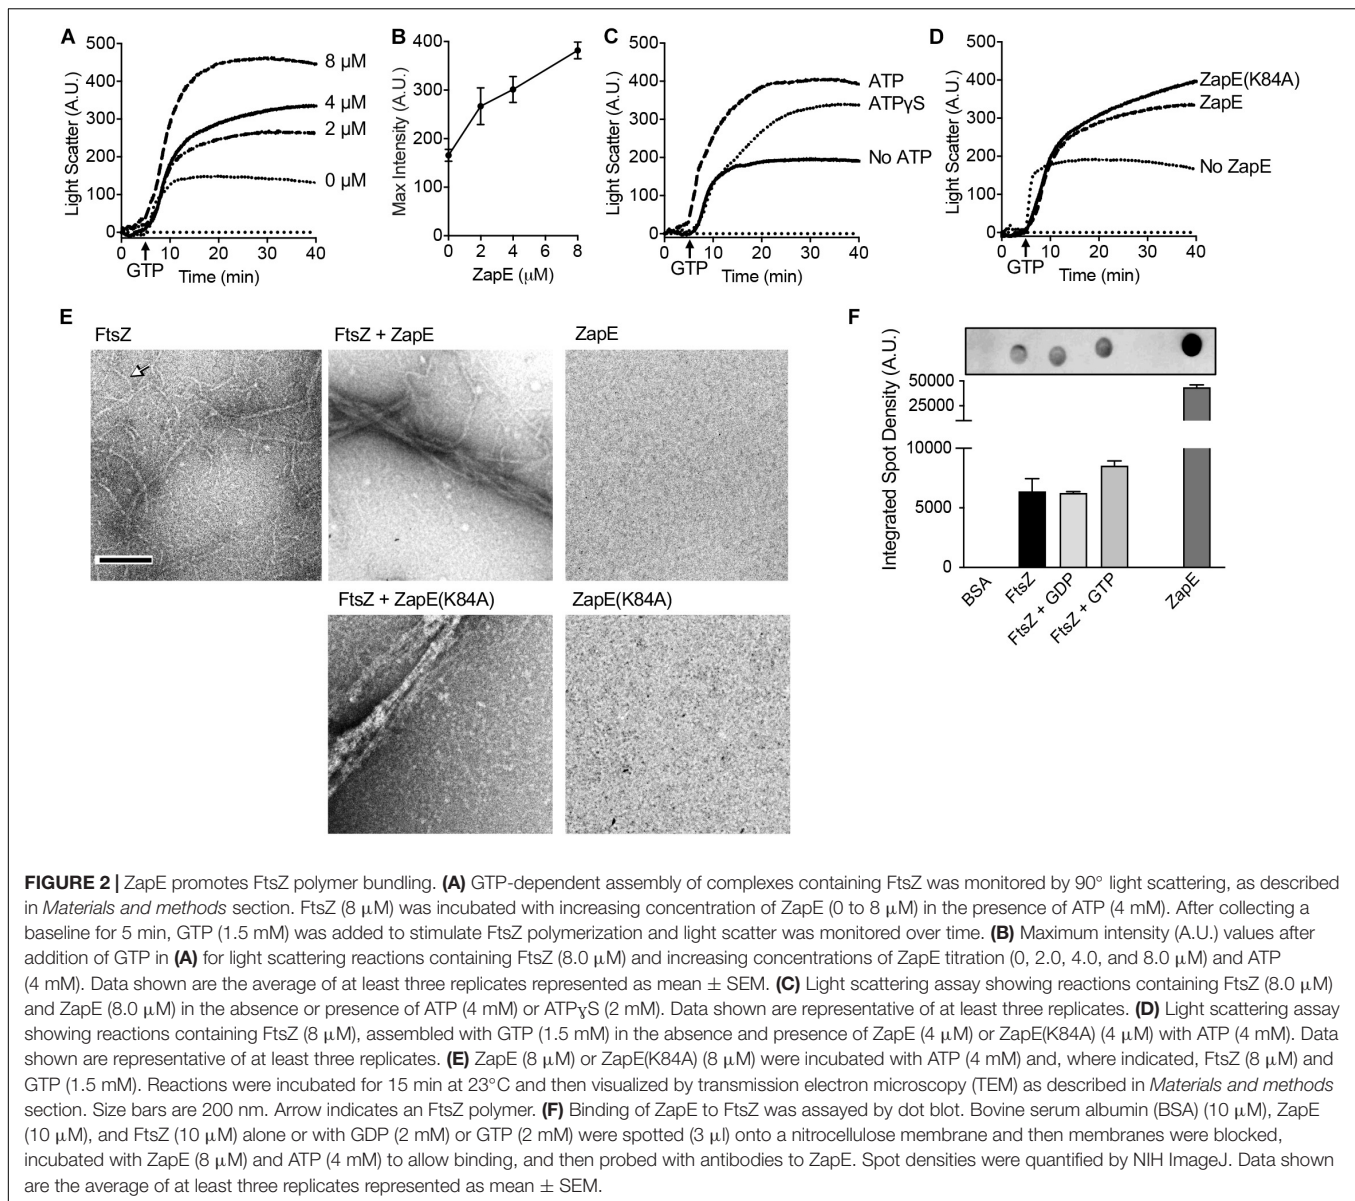 A
500
400
300
200
100
0
Light Scatter (A.U.)
8 µM
4 µM
2 µM
0 µM
0 10 20 30 40
GTP
Time (min)
B
400
300
200
100
0
Max Intensity (A.U.)
0 2 4 6 8
ZapE (µM)
C
500
400
300
200
100
0
Light Scatter (A.U.)
ATP
ATPγS
No ATP
0 10 20 30 40
GTP
Time (min)
D
500
400
300
200
100
0
Light Scatter (A.U.)
ZapE(K84A)
ZapE
No ZapE
0 10 20 30 40
GTP
Time (min)
E
FtsZ
FtsZ + ZapE
ZapE
FtsZ + ZapE(K84A)
ZapE(K84A)
F
Integrated Spot Density (A.U.)
50000
25000
10000
5000
0
BSA
FtsZ
FtsZ + GDP
FtsZ + GTP
ZapE
FIGURE 2 | ZapE promotes FtsZ polymer bundling. (A) GTP-dependent assembly of complexes containing FtsZ was monitored by 90° light scattering, as described
in Materials and methods section. FtsZ (8 µM) was incubated with increasing concentration of ZapE (0 to 8 µM) in the presence of ATP (4 mM). After collecting a
baseline for 5 min, GTP (1.5 mM) was added to stimulate FtsZ polymerization and light scatter was monitored over time. (B) Maximum intensity (A.U.) values after
addition of GTP in (A) for light scattering reactions containing FtsZ (8.0 µM) and increasing concentrations of ZapE titration (0, 2.0, 4.0, and 8.0 µM) and ATP
(4 mM). Data shown are the average of at least three replicates represented as mean ± SEM. (C) Light scattering assay showing reactions containing FtsZ (8.0 µM)
and ZapE (8.0 µM) in the absence or presence of ATP (4 mM) or ATPγS (2 mM). Data shown are representative of at least three replicates. (D) Light scattering assay
showing reactions containing FtsZ (8 µM), assembled with GTP (1.5 mM) in the absence and presence of ZapE (4 µM) or ZapE(K84A) (4 µM) with ATP (4 mM). Data
shown are representative of at least three replicates. (E) ZapE (8 µM) or ZapE(K84A) (8 µM) were incubated with ATP (4 mM) and, where indicated, FtsZ (8 µM) and
GTP (1.5 mM). Reactions were incubated for 15 min at 23°C and then visualized by transmission electron microscopy (TEM) as described in Materials and methods
section. Size bars are 200 nm. Arrow indicates an FtsZ polymer. (F) Binding of ZapE to FtsZ was assayed by dot blot. Bovine serum albumin (BSA) (10 µM), ZapE
(10 µM), and FtsZ (10 µM) alone or with GDP (2 mM) or GTP (2 mM) were spotted (3 µl) onto a nitrocellulose membrane and then membranes were blocked,
incubated with ZapE (8 µM) and ATP (4 mM) to allow binding, and then probed with antibodies to ZapE. Spot densities were quantified by NIH ImageJ. Data shown
are the average of at least three replicates represented as mean ± SEM.